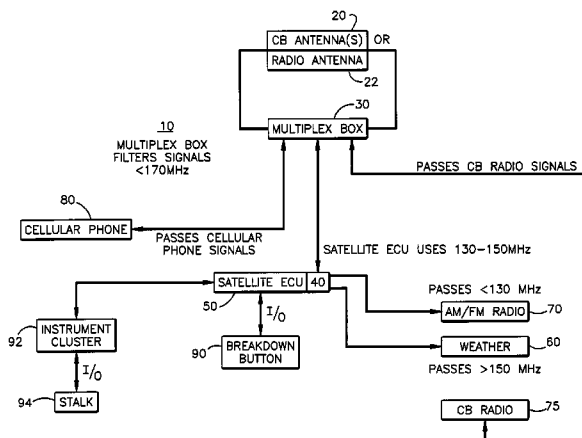 20
CB ANTENNA(S) OR
RADIO ANTENNA
22
30
MULTIPLEX BOX
10
MULTIPLEX BOX
FILTERS SIGNALS
<170MHz
PASSES CB RADIO SIGNALS
80
CELLULAR PHONE
PASSES CELLULAR
PHONE SIGNALS
SATELLITE ECU USES 130-150MHz
SATELLITE ECU 40
50
I/O
PASSES <130 MHz
AM/FM RADIO
70
92
INSTRUMENT
CLUSTER
BREAKDOWN
BUTTON
90
WEATHER
60
PASSES >150 MHz
I/O
94
STALK
75
CB RADIO